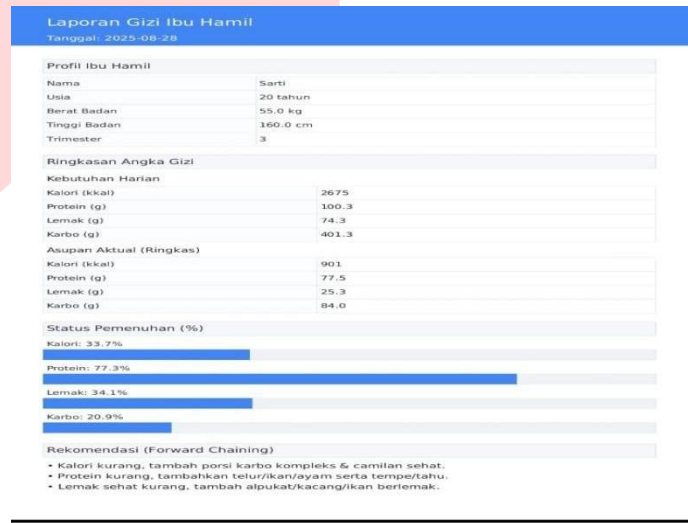 Laporan Gizi Ibu Hamil
Tanggal: 2025-08-28
Profil Ibu Hamil
Nama Sarti
Usia 20 tahun
Berat Badan 55.0 kg
Tinggi Badan 160.0 cm
Trimester 3
Ringkasan Angka Gizi
Kebutuhan Harian
Kalori (kkal) 2675
Protein (g) 100.3
Lemak (g) 74.3
Karbo (g) 401.3
Asupan Aktual (Ringkas)
Kalori (kkal) 901
Protein (g) 77.5
Lemak (g) 25.3
Karbo (g) 84.0
Status Pemenuhan (%)
Kalori: 33.7%
Protein: 77.3%
Lemak: 34.1%
Karbo: 20.9%
Rekomendasi (Forward Chaining)
• Kalori kurang, tambah porsi karbo kompleks & camilan sehat.
• Protein kurang, tambahkan telur/ikan/ayam serta tempe/tahu.
• Lemak sehat kurang, tambah alpukat/kacang/ikan berlemak.